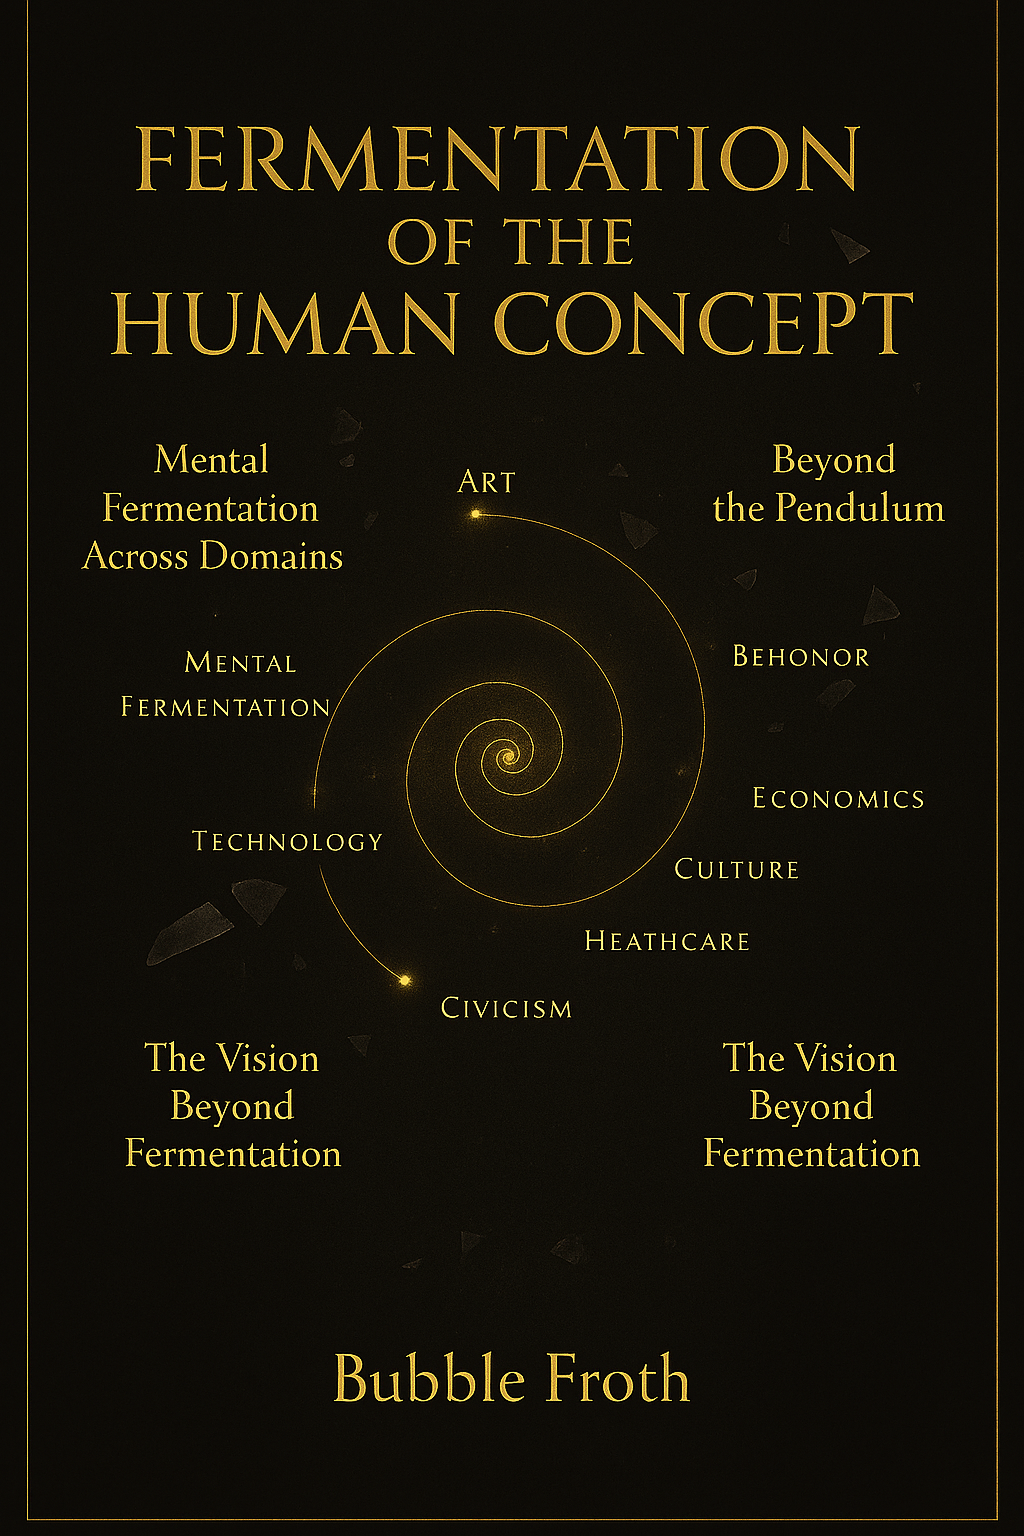 FERMENTATION
OF THE
HUMAN CONCEPT
Mental
Fermentation
Across Domains
Beyond
the Pendulum
ART
MENTAL
FERMENTATION
BEHONOR
ECONOMICS
TECHNOLOGY
CULTURE
HEATHCARE
CIVICISM
The Vision
Beyond
Fermentation
The Vision
Beyond
Fermentation
Bubble Froth